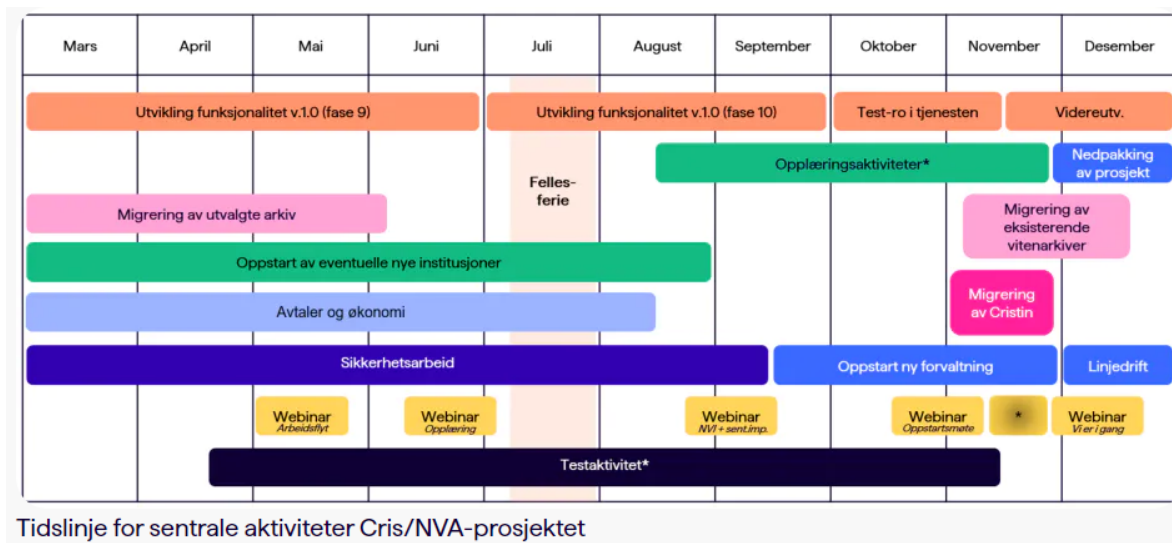 Mars
April
Mai
Juni
Juli
August
September
Oktober
November
Desember
Utvikling funksjonalitet v.1.0 (fase 9)
Utvikling funksjonalitet v.1.0 (fase 10)
Test-ro i tjenesten
Videreutv.
Opplæringsaktiviteter*
Nedpakking
av prosjekt
Felles-
ferie
Migrering av utvalgte arkiv
Migrering av
eksisterende
vitenarkiver
Oppstart av eventuelle nye institusjoner
Avtaler og økonomi
Migrering
av Cristin
Sikkerhetsarbeid
Oppstart ny forvaltning
Linjedrift
Webinar
Arbeidsflyt
Webinar
Opplæring
Webinar
NVI + sent.imp.
Webinar
Oppstartsmøte
*
Webinar
Vi er i gang
Testaktivitet*
Tidslinje for sentrale aktiviteter Cris/NVA-prosjektet